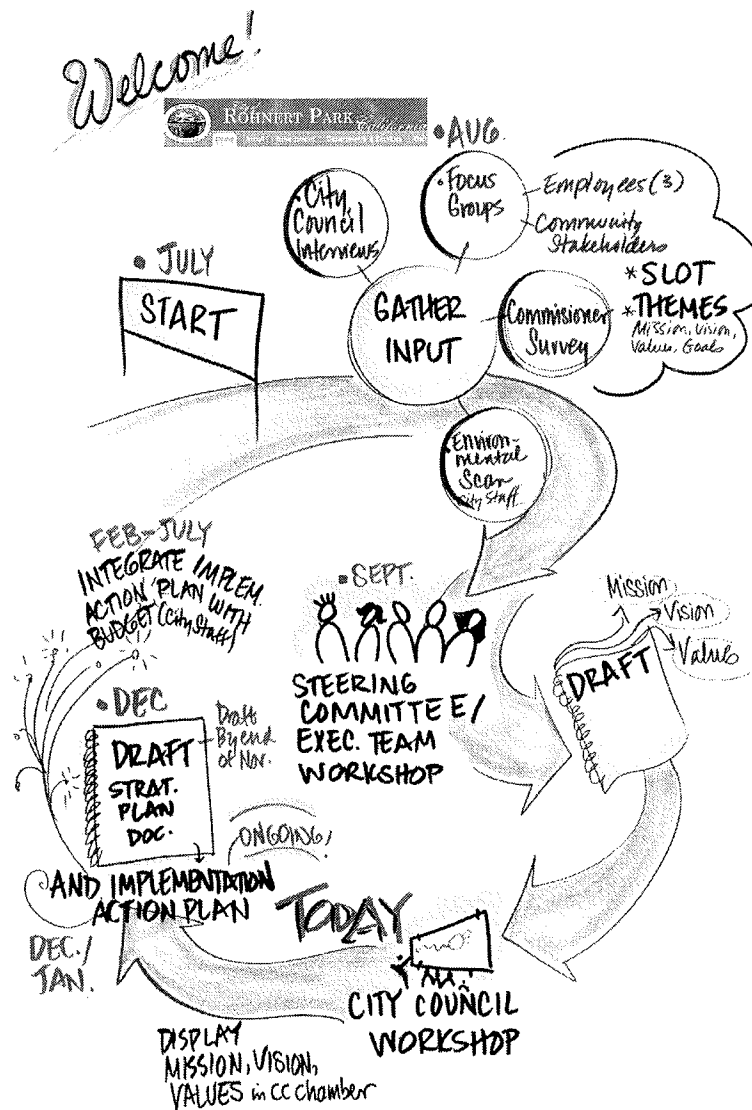 Welcome!
ROHNERT PARK
California
• JULY
START
• AUG.
• City
Council
Interviews
• Focus
Groups
Employees (3)
Community
Stakeholders
GATHER
INPUT
Commisioner
Survey
* SLOT
* THEMES
Mission, Vision,
Values, Goals
Environ-
mental
Scan
City Staff
• SEPT.
STEERING
COMMITTEE/
EXEC. TEAM
WORKSHOP
DRAFT
Mission
Vision
Values
TODAY
CITY COUNCIL
WORKSHOP
DISPLAY
MISSION, VISION,
VALUES in CC chamber
• DEC
DRAFT
STRAT.
PLAN
DOC.
Draft
By end
of Nov.
ONGOING!
AND IMPLEMENTATION
ACTION PLAN
DEC./
JAN.
FEB-JULY
INTEGRATE IMPLEM.
ACTION PLAN WITH
BUDGET (City Staff)